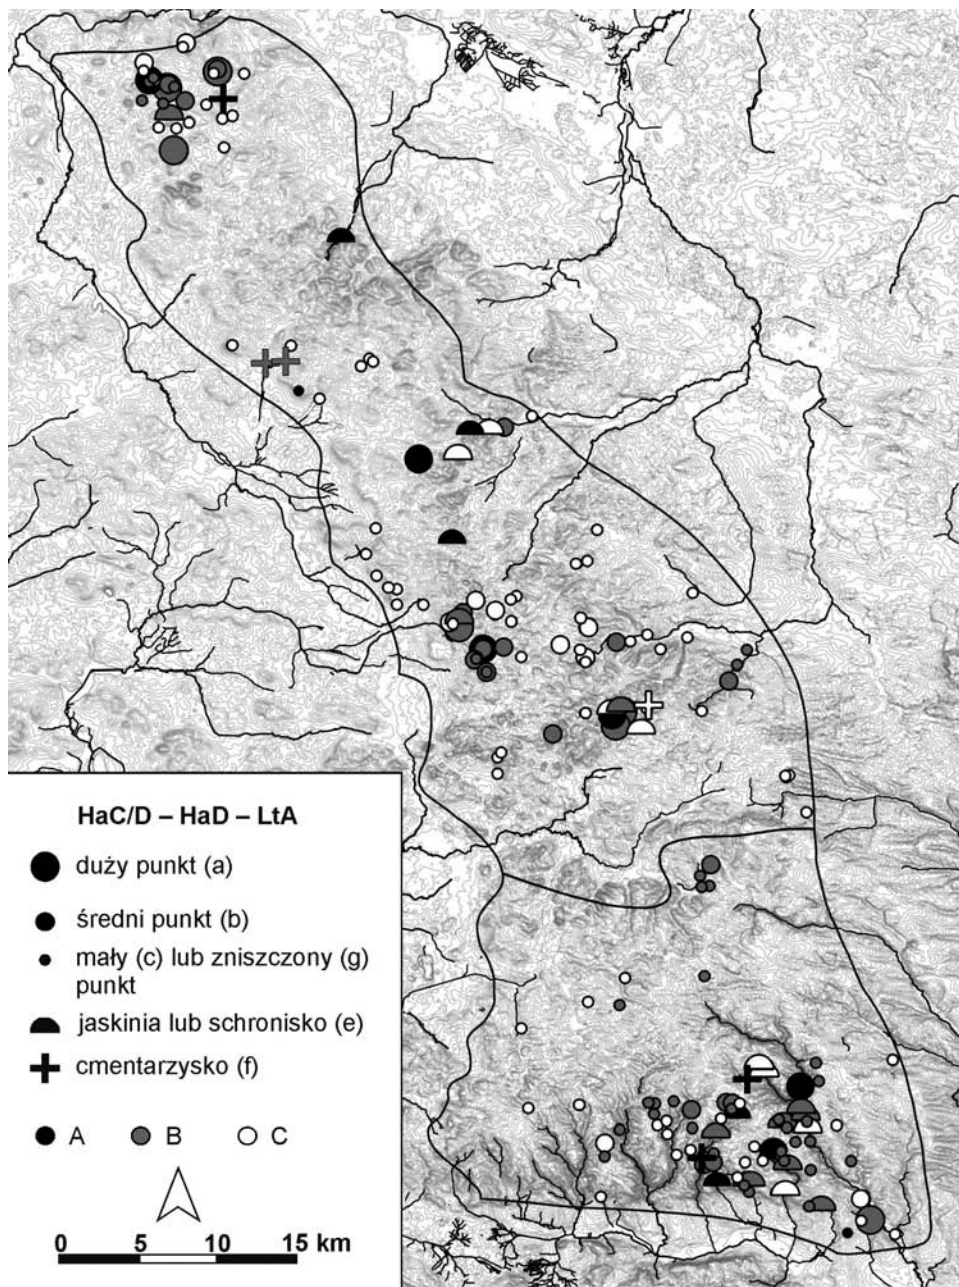 HaC/D – HaD – LtA
duży punkt (a)
średni punkt (b)
mały (c) lub zniszczony (g)
punkt
jaskinia lub schronisko (e)
cmentarzysko (f)
A B C
0 5 10 15 km